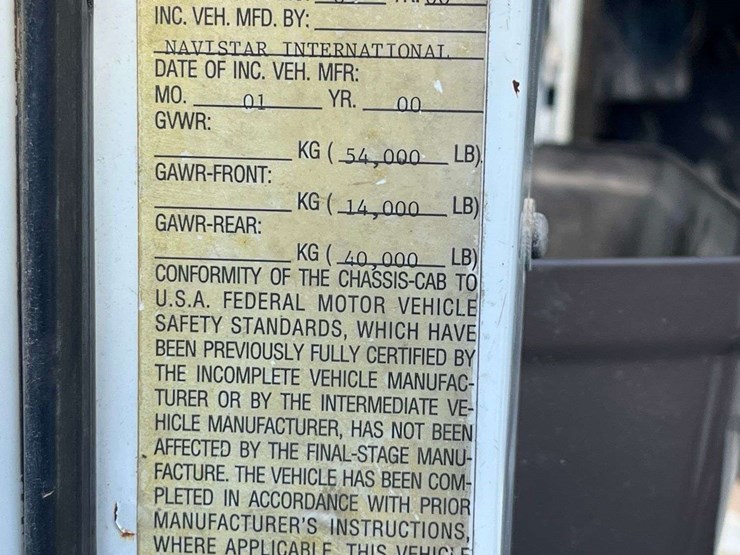 INC. VEH. MFD. BY:
NAVISTAR INTERNATIONAL
DATE OF INC. VEH. MFR:
MO. 01 YR. 00
GVWR:
KG ( 54,000 LB)
GAWR-FRONT:
KG ( 14,000 LB)
GAWR-REAR:
KG ( 40,000 LB)
CONFORMITY OF THE CHASSIS-CAB TO
U.S.A. FEDERAL MOTOR VEHICLE
SAFETY STANDARDS, WHICH HAVE
BEEN PREVIOUSLY FULLY CERTIFIED BY
THE INCOMPLETE VEHICLE MANUFAC-
TURER OR BY THE INTERMEDIATE VE-
HICLE MANUFACTURER, HAS NOT BEEN
AFFECTED BY THE FINAL-STAGE MANU-
FACTURE. THE VEHICLE HAS BEEN COM-
PLETED IN ACCORDANCE WITH PRIOR
MANUFACTURER'S INSTRUCTIONS,
WHERE APPLICABLE THIS VEHICLE